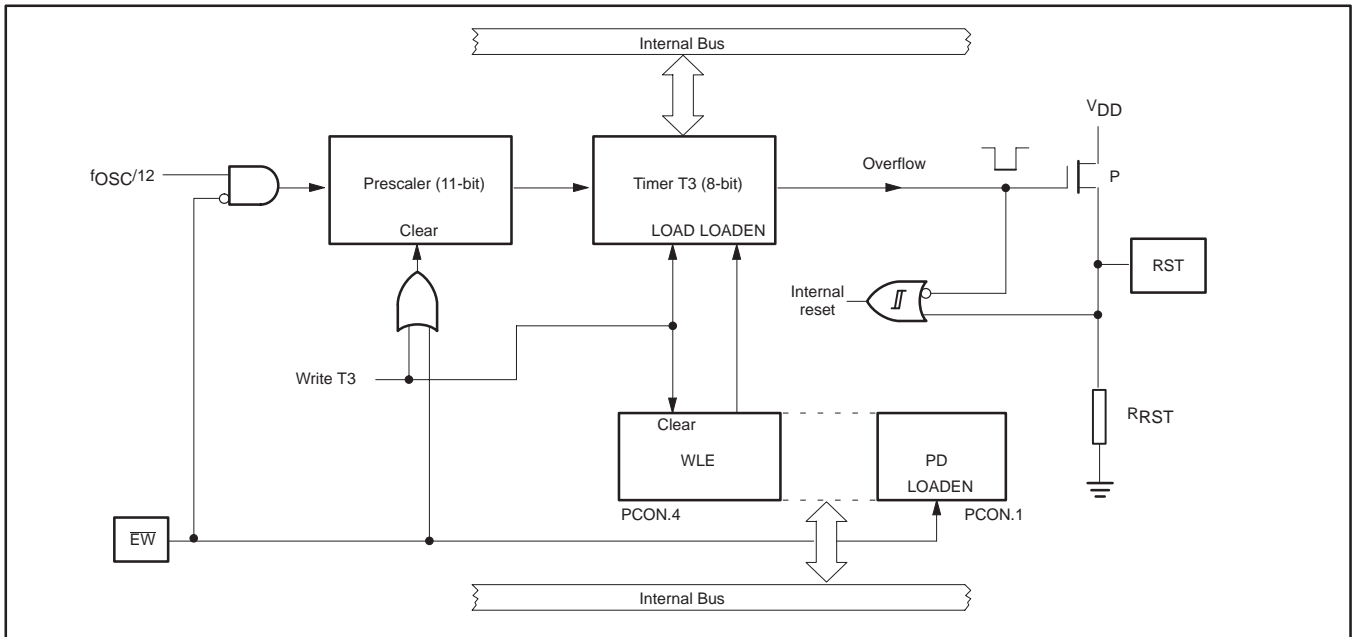 Internal Bus
VDD
fOSC/12
Prescaler (11-bit)
Clear
Timer T3 (8-bit)
LOAD LOADEN
Overflow
P
RST
Internal
reset
Write T3
RRST
Clear
WLE
PD
LOADEN
PCON.4
PCON.1
EW
Internal Bus